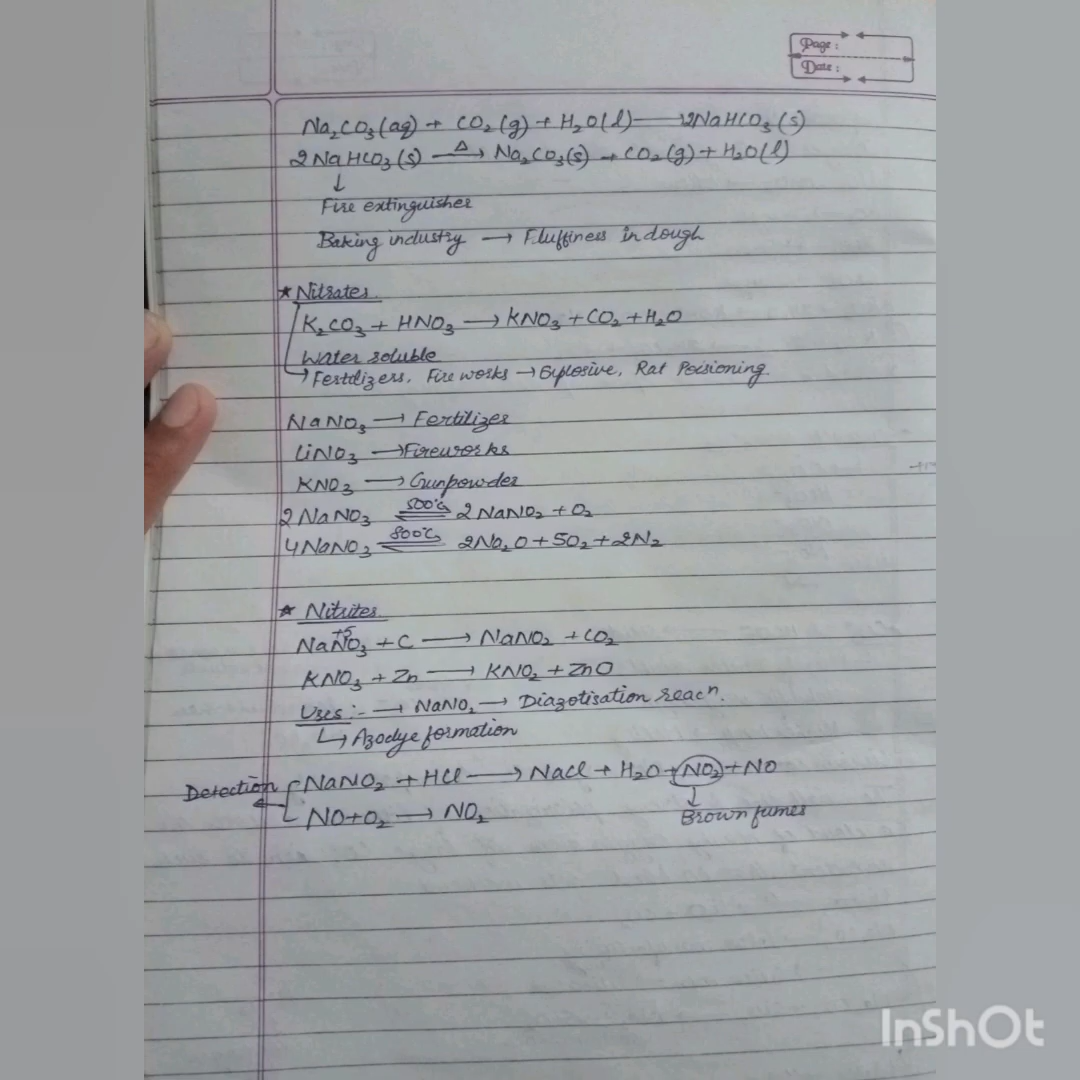 Page :
Date :
Na₂CO₃(aq) + CO₂(g) + H₂O(l) ⟶ 2NaHCO₃(s)
2NaHCO₃(s) —Δ→ Na₂CO₃(s) + CO₂(g) + H₂O(l)
↓
Fire extinguisher
Baking industry → Fluffiness in dough
★ Nitrates
K₂CO₃ + HNO₃ ⟶ KNO₃ + CO₂ + H₂O
Water soluble
→ Fertilizers, Fire works → Explosive, Rat Poisioning.
NaNO₃ ⟶ Fertilizer
LiNO₃ ⟶ Fireworks
KNO₃ ⟶ Gunpowder
2NaNO₃ ⇌ 500°C 2NaNO₂ + O₂
4NaNO₃ ⇌ 800°C 2Na₂O + 5O₂ + 2N₂
★ Nitrites
+5
NaNO₃ + C ⟶ NaNO₂ + CO₂
KNO₃ + Zn ⟶ KNO₂ + ZnO
Uses :- → NaNO₂ → Diazotisation reacⁿ.
↳ Azodye formation
Detection NaNO₂ + HCl ⟶ NaCl + H₂O + NO₂ + NO
NO + O₂ ⟶ NO₂ ↓ Brown fumes
InShOt